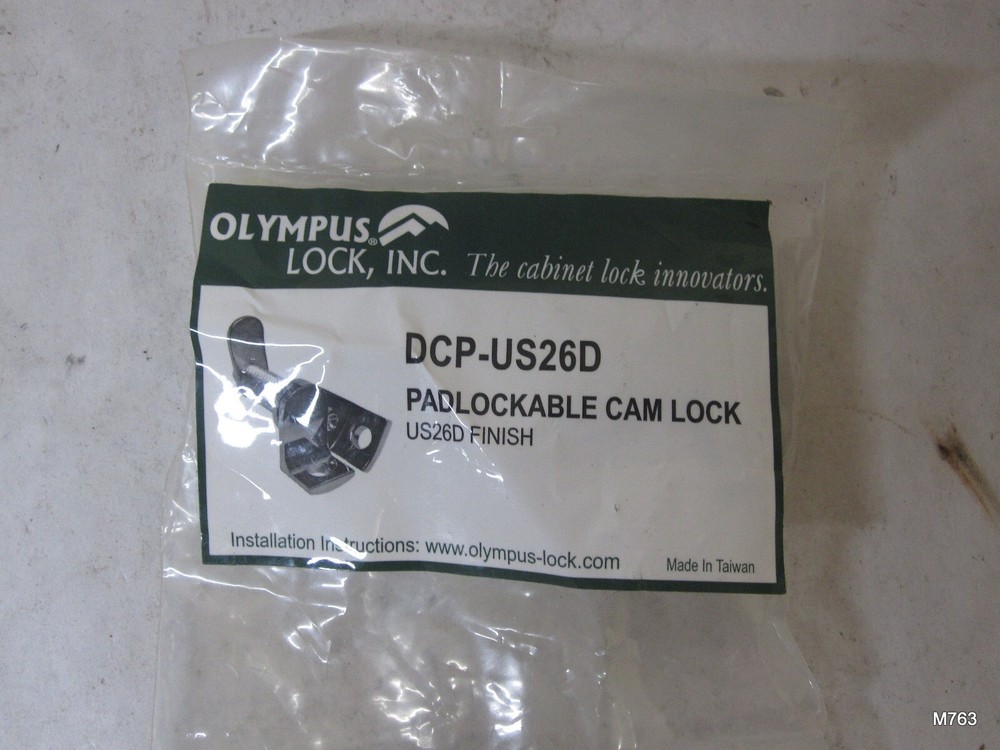 OLYMPUS®
LOCK, INC. The cabinet lock innovators.
DCP-US26D
PADLOCKABLE CAM LOCK
US26D FINISH
Installation Instructions: www.olympus-lock.com
Made In Taiwan
M763